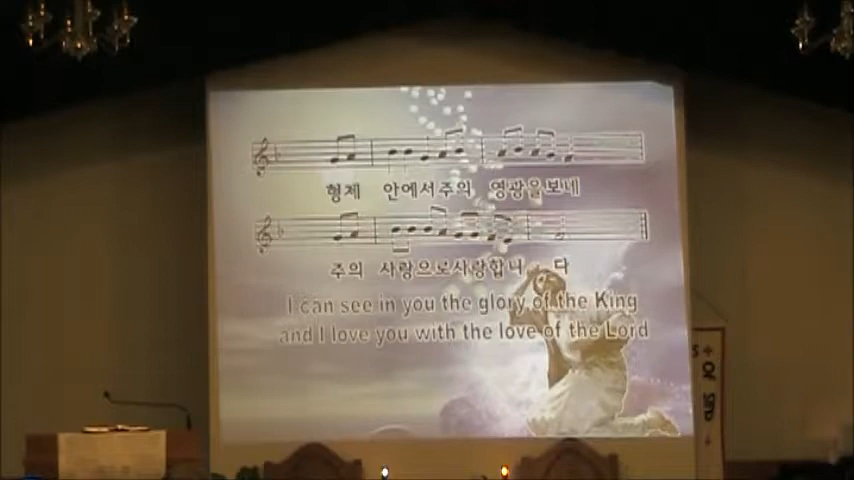 형제 안에서주의 영광을보네
주의 사랑으로사랑합니 다
I can see in you the glory of the King
and I love you with the love of the Lord
OF